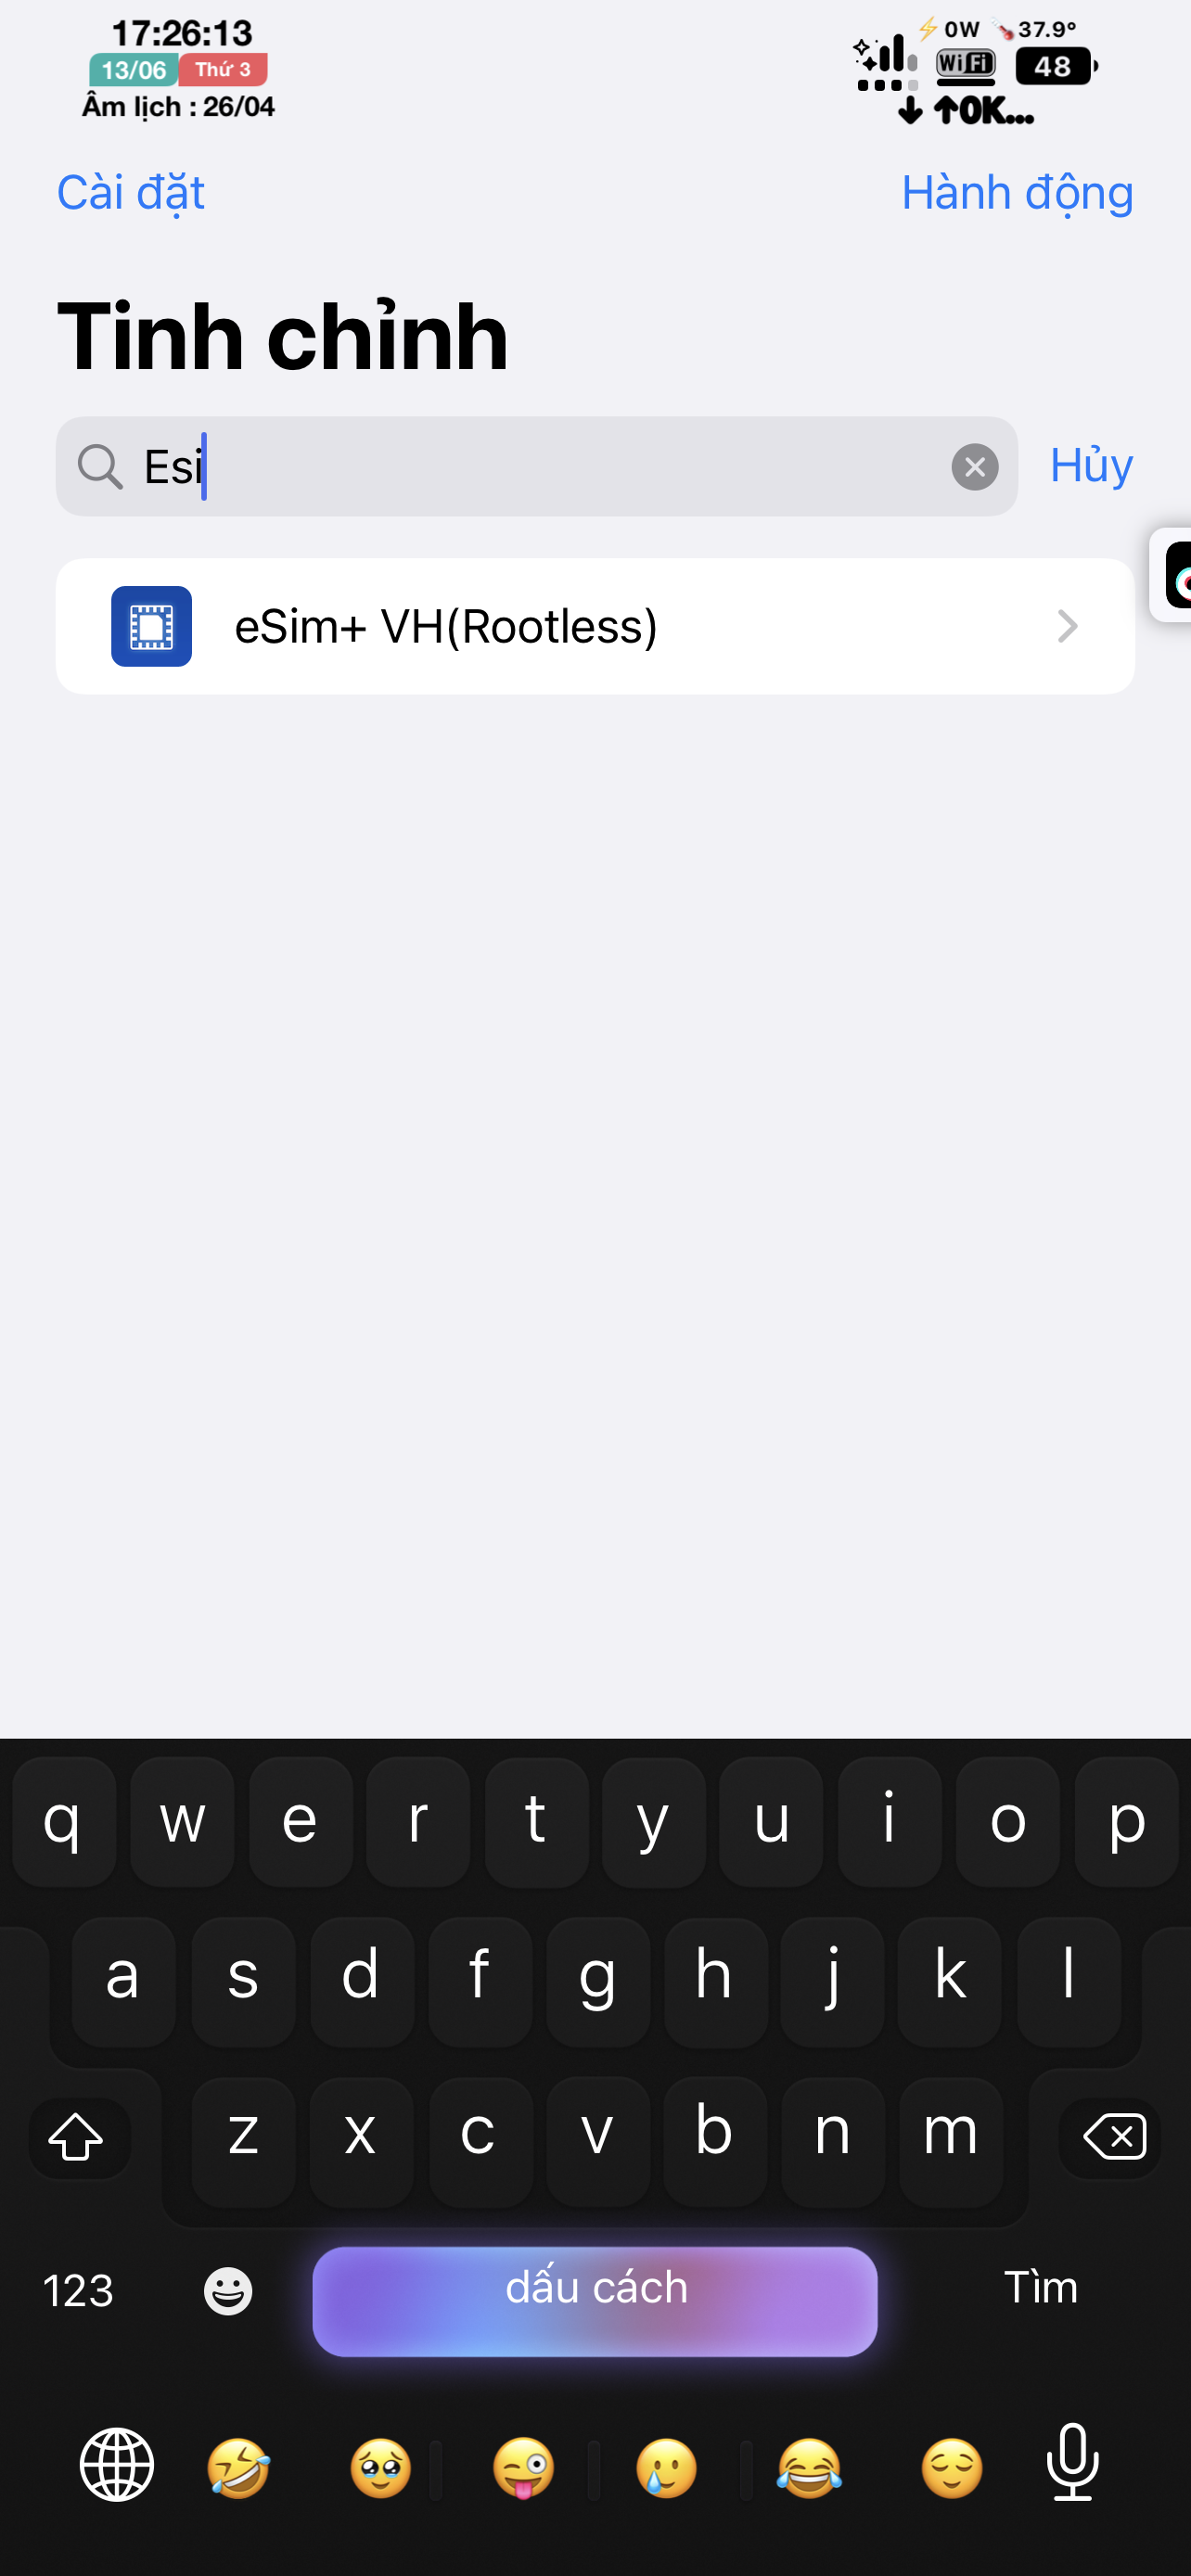 17:26:13
⚡0W 🌡️37.9°
13/06 Thứ 3
WiFi 48
Âm lịch : 26/04
↓ ↑0K...
Cài đặt Hành động
Tinh chỉnh
Esi Hủy
eSim+ VH(Rootless)
q w e r t y u i o p
a s d f g h j k l
z x c v b n m
123 dấu cách Tìm